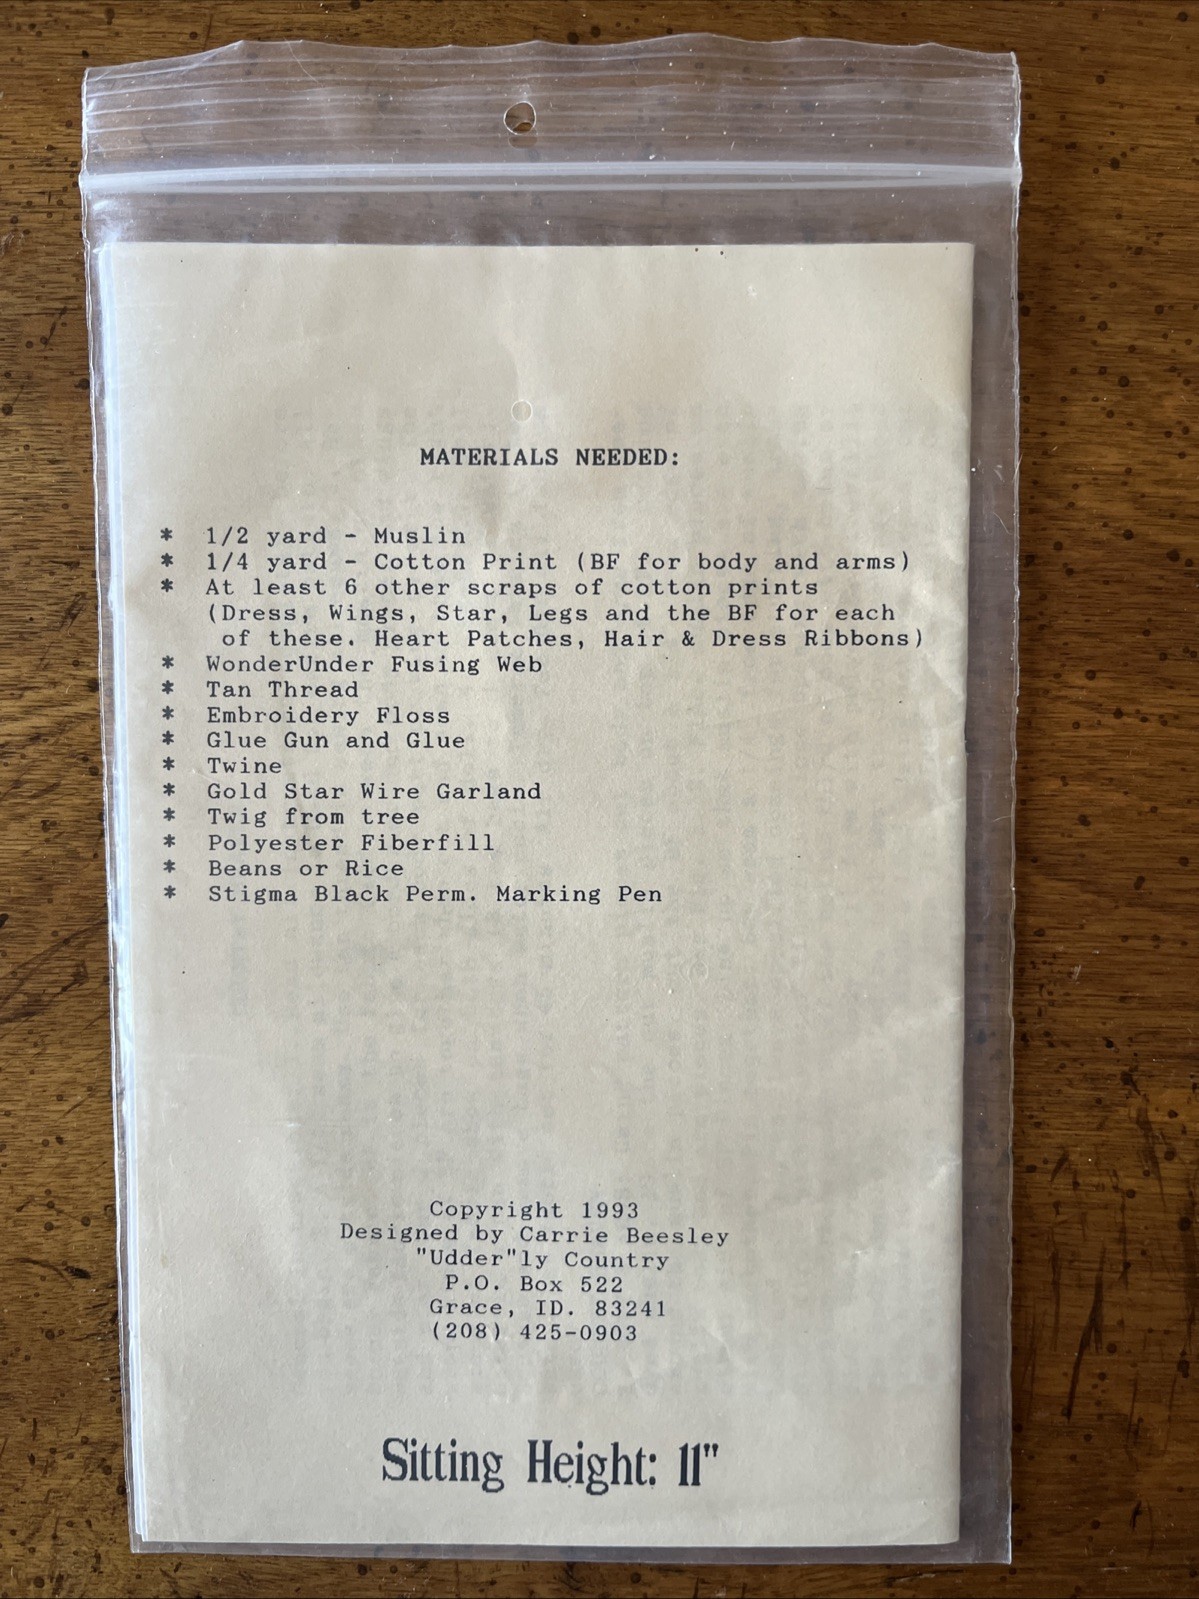 MATERIALS NEEDED:
* 1/2 yard - Muslin
* 1/4 yard - Cotton Print (BF for body and arms)
* At least 6 other scraps of cotton prints
(Dress, Wings, Star, Legs and the BF for each
of these. Heart Patches, Hair & Dress Ribbons)
* WonderUnder Fusing Web
* Tan Thread
* Embroidery Floss
* Glue Gun and Glue
* Twine
* Gold Star Wire Garland
* Twig from tree
* Polyester Fiberfill
* Beans or Rice
* Stigma Black Perm. Marking Pen
Copyright 1993
Designed by Carrie Beesley
"Udder"ly Country
P.O. Box 522
Grace, ID. 83241
(208) 425-0903
Sitting Height: 11"